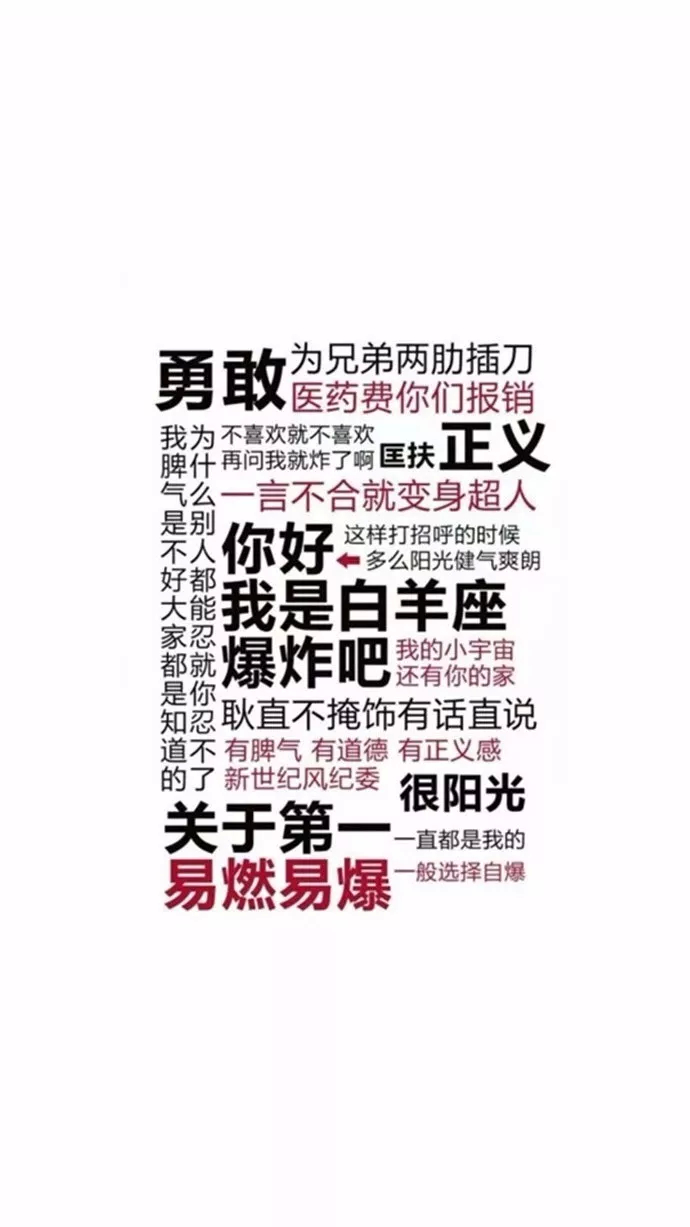 勇敢
为兄弟两肋插刀
医药费你们报销
我脾气是不好大家都是知道的
为什么别人都能忍就你忍不了
不喜欢就不喜欢
再问我就炸了啊
匡扶
正义
一言不合就变身超人
你好
这样打招呼的时候
多么阳光健气爽朗
我是白羊座
爆炸吧
我的小宇宙
还有你的家
耿直不掩饰有话直说
有脾气 有道德 有正义感
新世纪风纪委
很阳光
关于第一
一直都是我的
易燃易爆
一般选择自爆